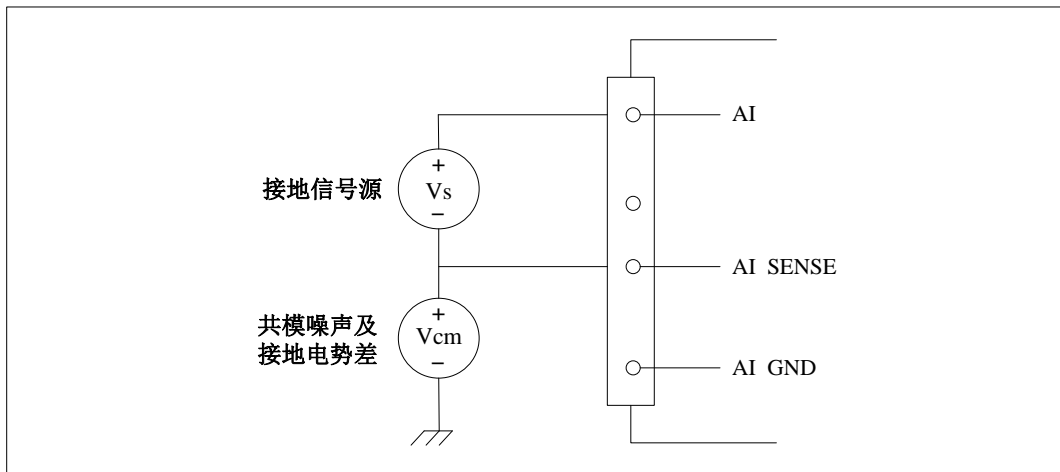 AI
接地信号源
+
Vs
−
AI SENSE
共模噪声及
接地电势差
+
Vcm
−
AI GND